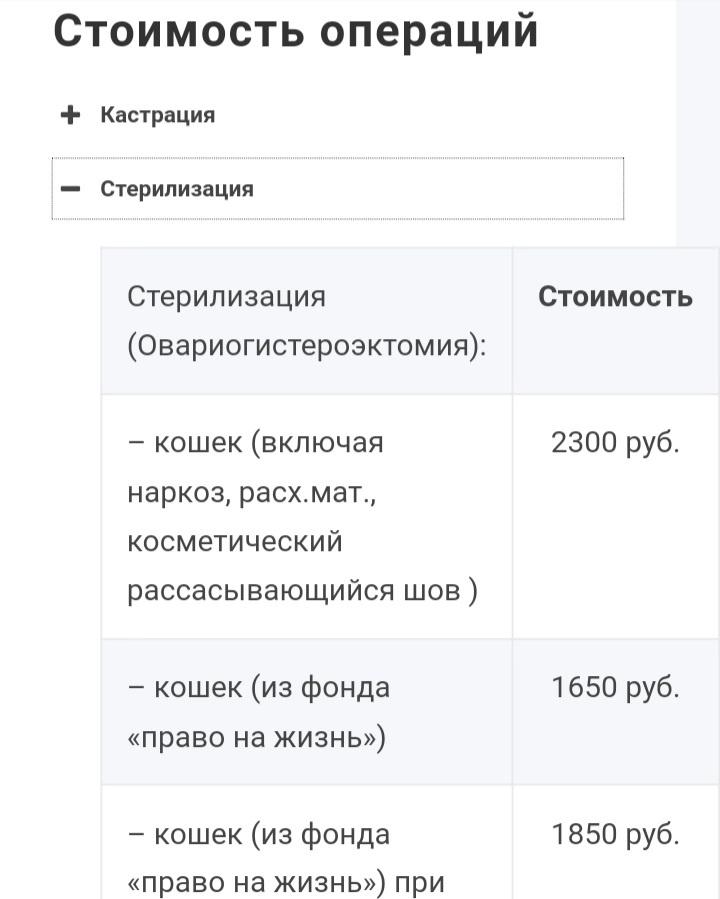 Стоимость операций
Кастрация
Стерилизация
Стерилизация
(Овариогистероэктомия):
Стоимость
– кошек (включая
наркоз, расх.мат.,
косметический
рассасывающийся шов )
2300 руб.
– кошек (из фонда
«право на жизнь»)
1650 руб.
– кошек (из фонда
«право на жизнь») при
1850 руб.